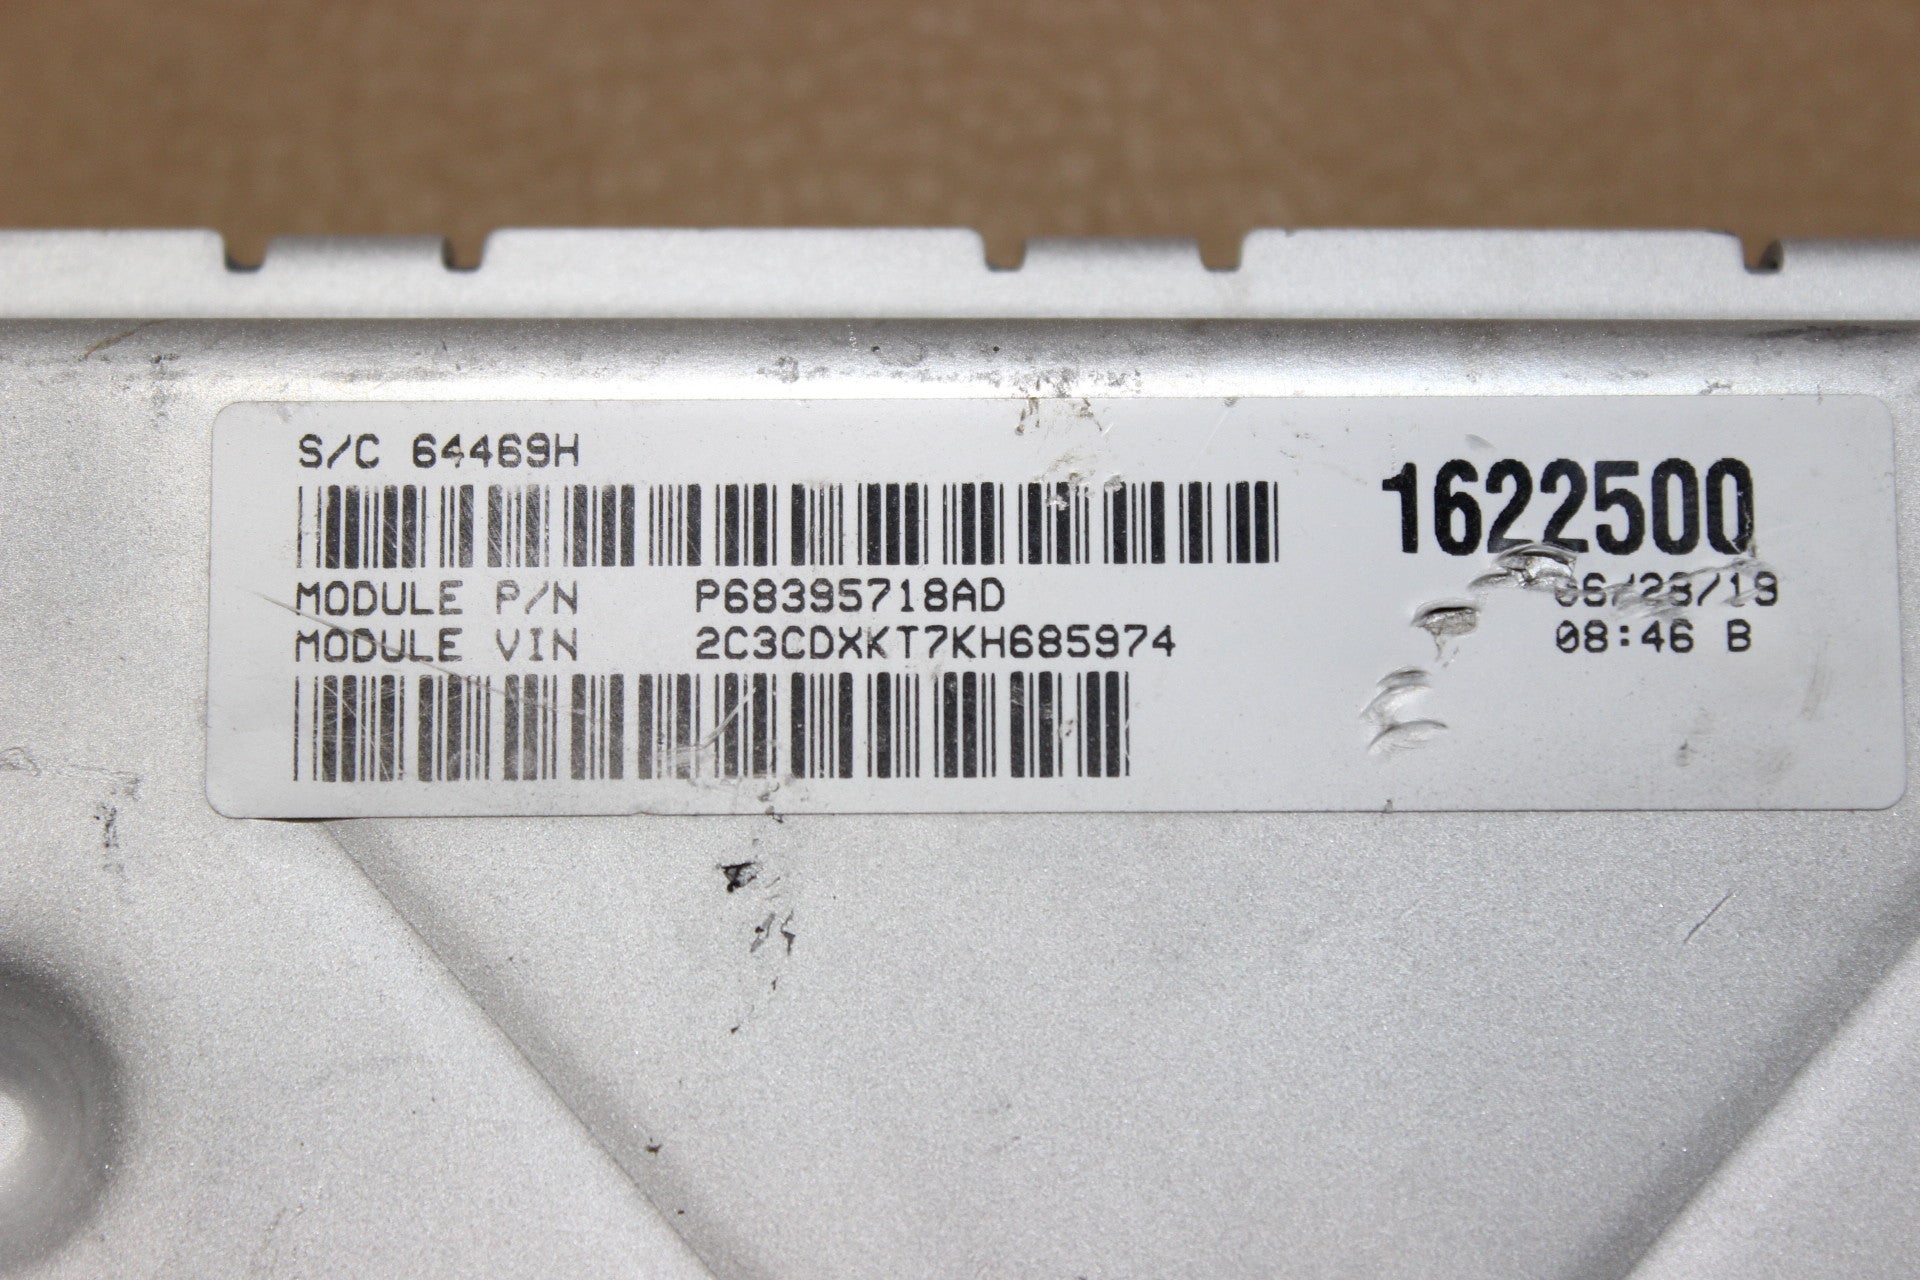 S/C 64469H
1622500
MODULE P/N P68395718AD
MODULE VIN 2C3CDXKT7KH685974
08:46 B